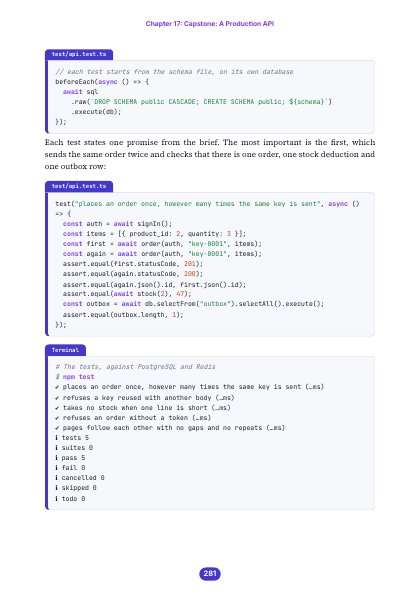 Chapter 17: Capstone: A Production API
test/api.test.ts
// each test starts from the schema file, on its own database
beforeEach(async () => {
  await sql
    .raw(`DROP SCHEMA public CASCADE; CREATE SCHEMA public; ${schema}`)
    .execute(db);
});
Each test states one promise from the brief. The most important is the first, which
sends the same order twice and checks that there is one order, one stock deduction and
one outbox row:
test/api.test.ts
test("places an order once, however many times the same key is sent", async ()
=> {
  const auth = await signIn();
  const items = [{ product_id: 2, quantity: 3 }];
  const first = await order(auth, "key-0001", items);
  const again = await order(auth, "key-0001", items);
  assert.equal(first.statusCode, 201);
  assert.equal(again.statusCode, 200);
  assert.equal(again.json().id, first.json().id);
  assert.equal(await stock(2), 47);
  const outbox = await db.selectFrom("outbox").selectAll().execute();
  assert.equal(outbox.length, 1);
});
Terminal
# The tests, against PostgreSQL and Redis
$ npm test
✔ places an order once, however many times the same key is sent (…ms)
✔ refuses a key reused with another body (…ms)
✔ takes no stock when one line is short (…ms)
✔ refuses an order without a token (…ms)
✔ pages follow each other with no gaps and no repeats (…ms)
ℹ tests 5
ℹ suites 0
ℹ pass 5
ℹ fail 0
ℹ cancelled 0
ℹ skipped 0
ℹ todo 0
281